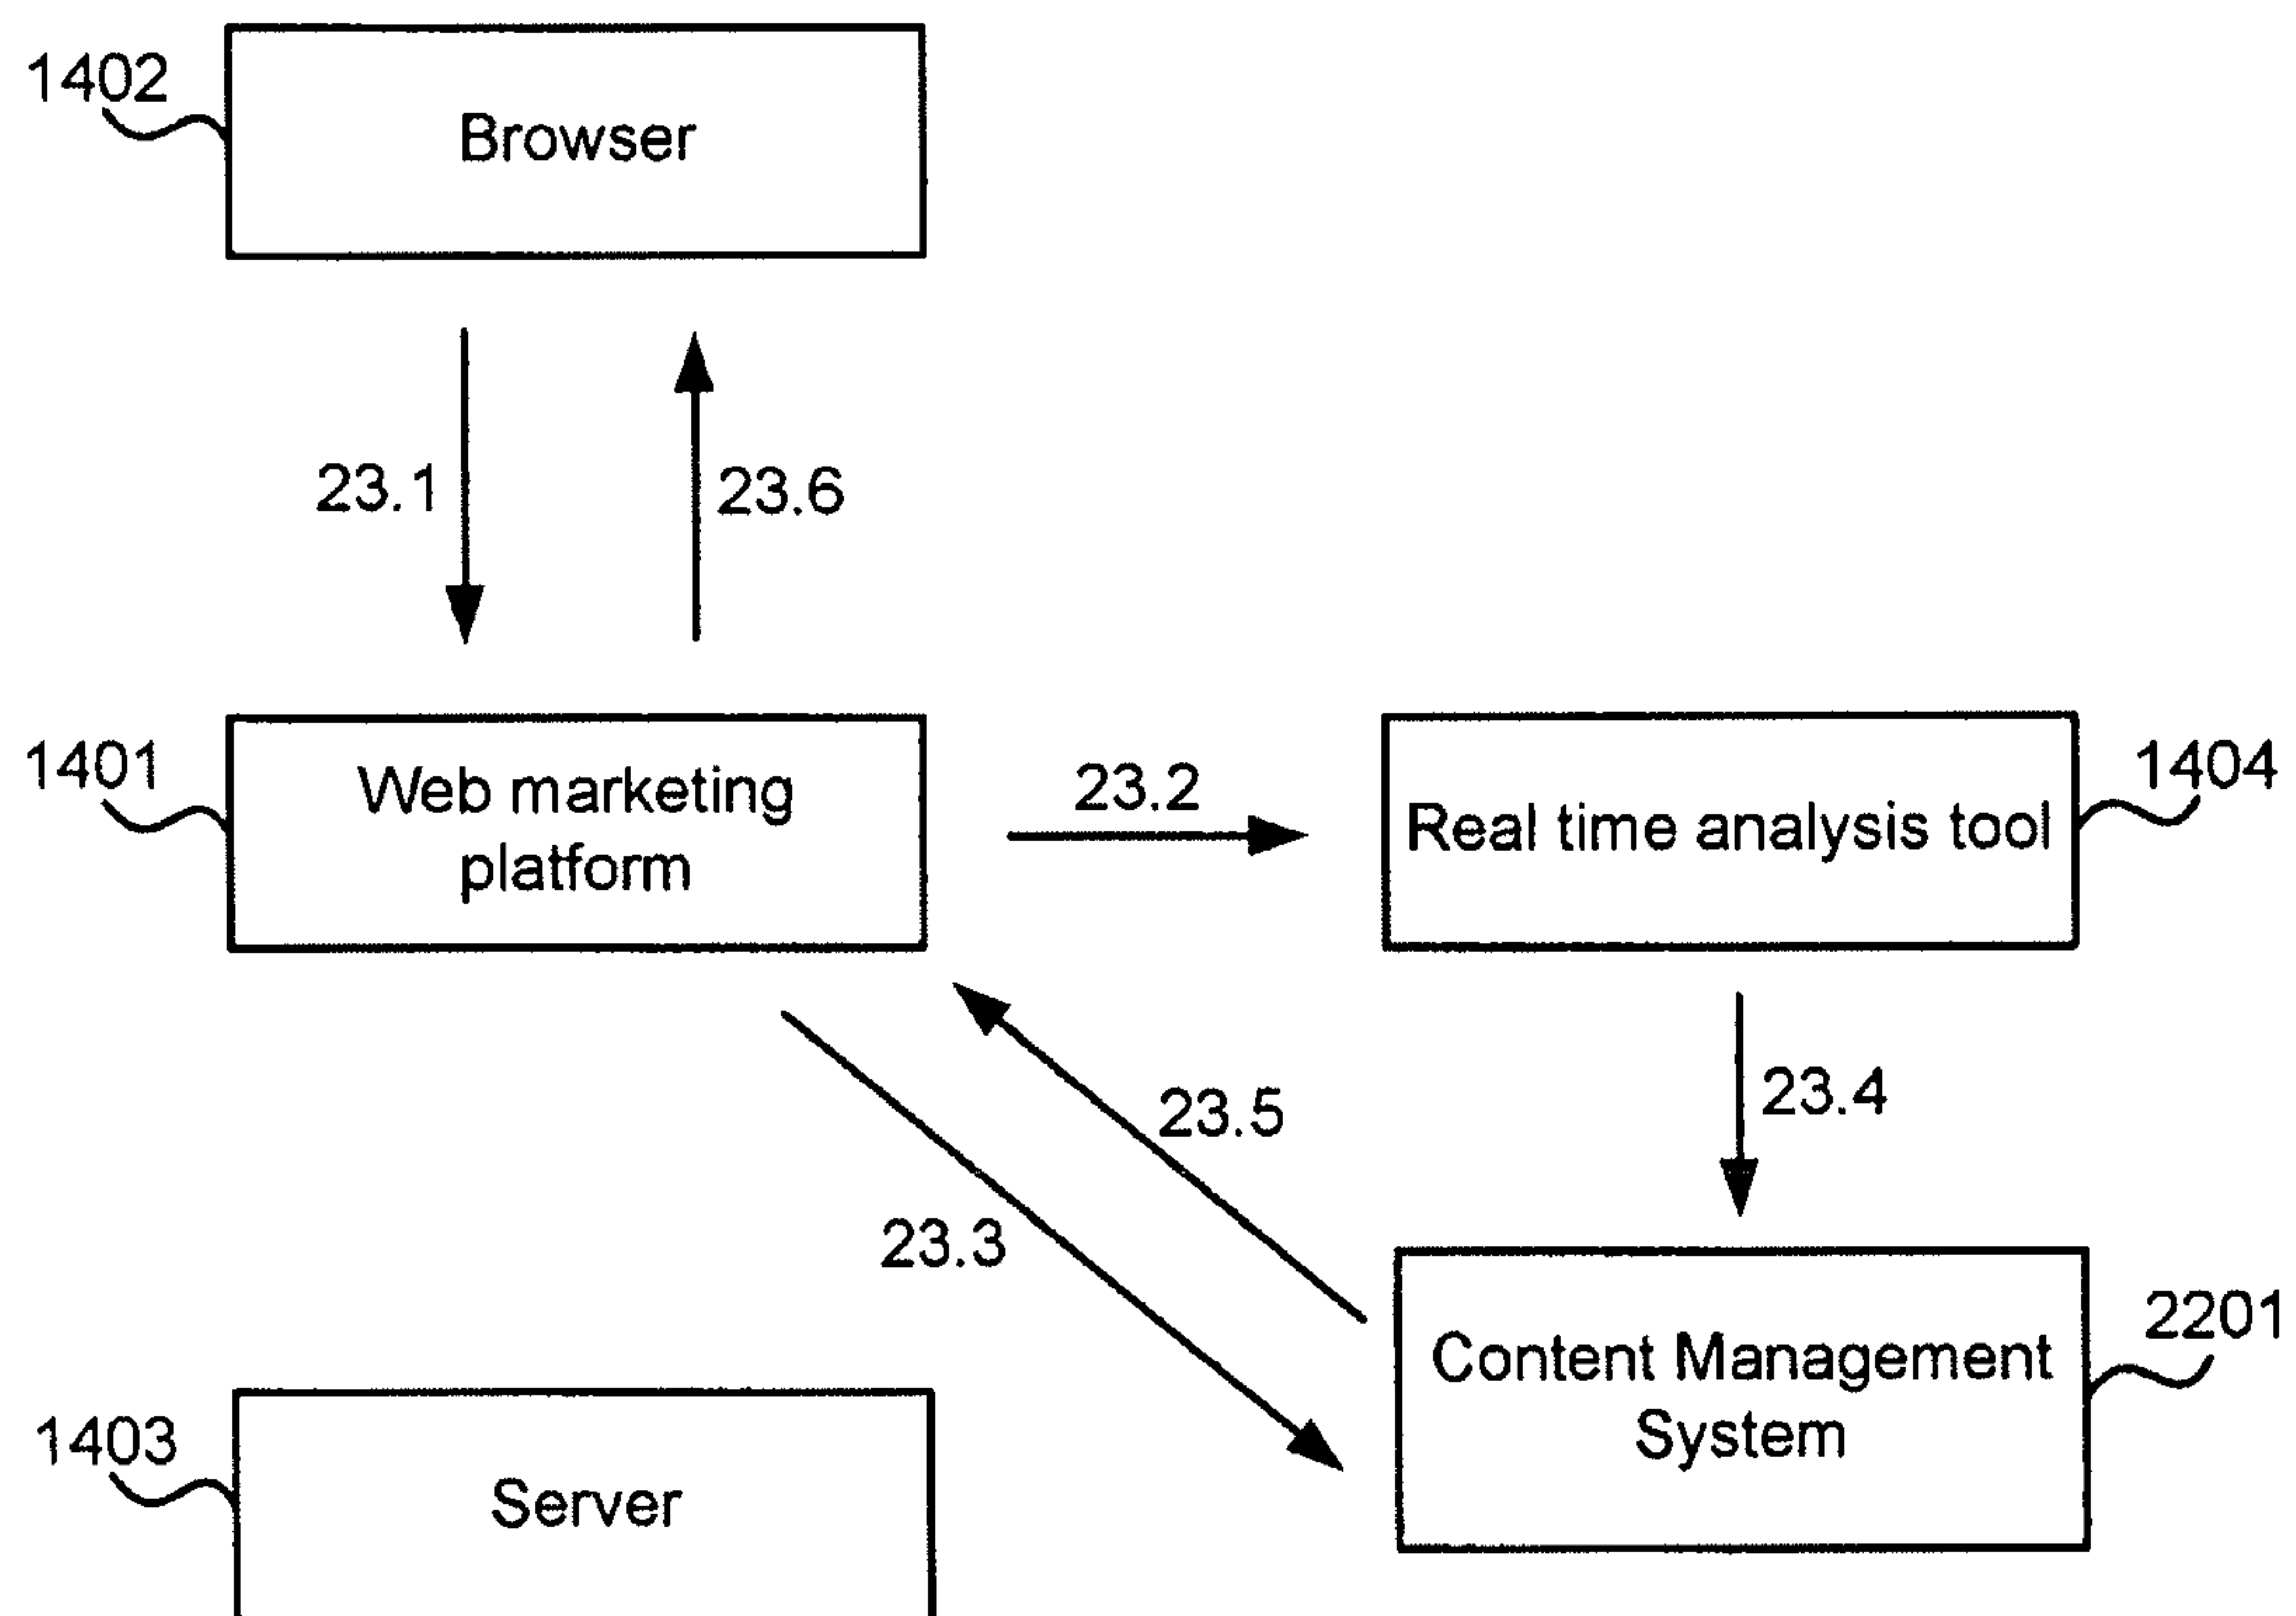 1402
Browser
23.1
23.6
1401
Web marketing
platform
23.2
Real time analysis tool
1404
23.5
23.4
23.3
Content Management
System
2201
1403
Server